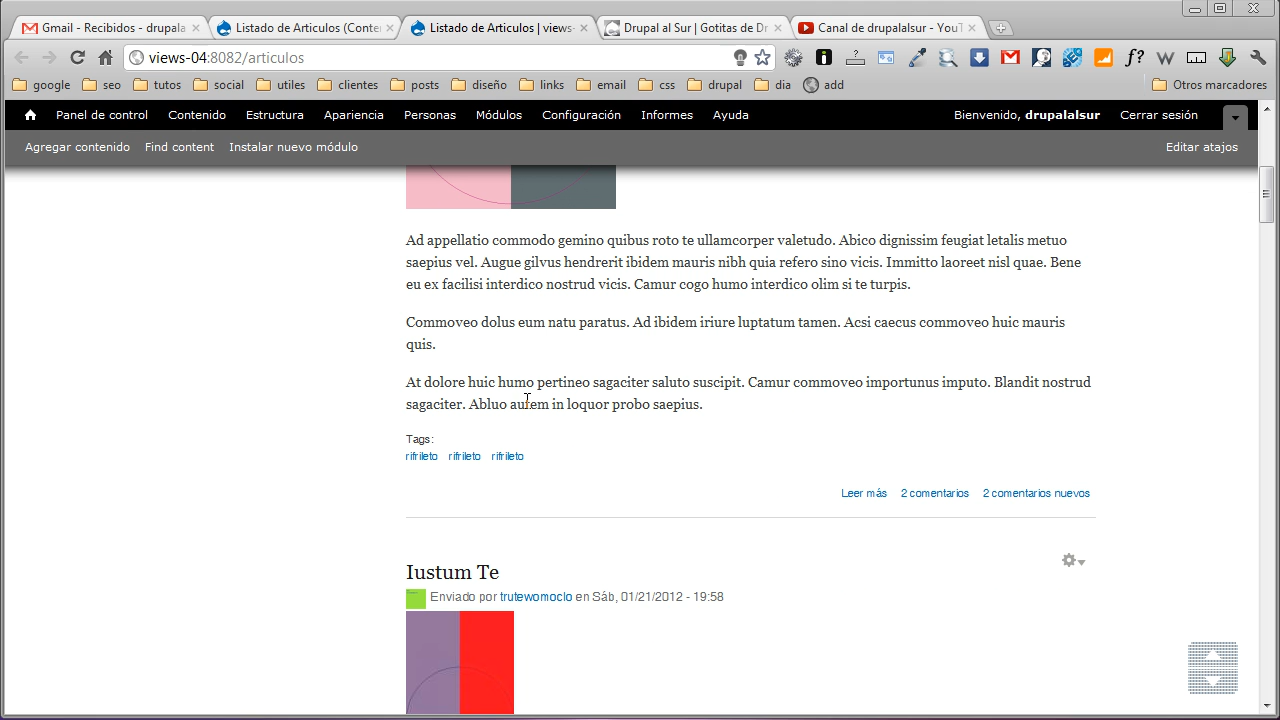 Gmail - Recibidos - drupala
Listado de Articulos (Conte
Listado de Articulos | views-
Drupal al Sur | Gotitas de Dr
Canal de drupalalsur - YouT
views-04:8082/articulos
google seo tutos social utiles clientes posts diseño links email css drupal dia add Otros marcadores
Panel de control Contenido Estructura Apariencia Personas Módulos Configuración Informes Ayuda Bienvenido, drupalalsur Cerrar sesión
Agregar contenido Find content Instalar nuevo módulo Editar atajos
Ad appellatio commodo gemino quibus roto te ullamcorper valetudo. Abico dignissim feugiat letalis metuo
saepius vel. Augue gilvus hendrerit ibidem mauris nibh quia refero sino vicis. Immitto laoreet nisl quae. Bene
eu ex facilisi interdico nostrud vicis. Camur cogo humo interdico olim si te turpis.
Commoveo dolus eum natu paratus. Ad ibidem iriure luptatum tamen. Acsi caecus commoveo huic mauris
quis.
At dolore huic humo pertineo sagaciter saluto suscipit. Camur commoveo importunus imputo. Blandit nostrud
sagaciter. Abluo autem in loquor probo saepius.
Tags:
rifrileto rifrileto rifrileto
Leer más 2 comentarios 2 comentarios nuevos
Iustum Te
Enviado por trutewomoclo en Sáb, 01/21/2012 - 19:58